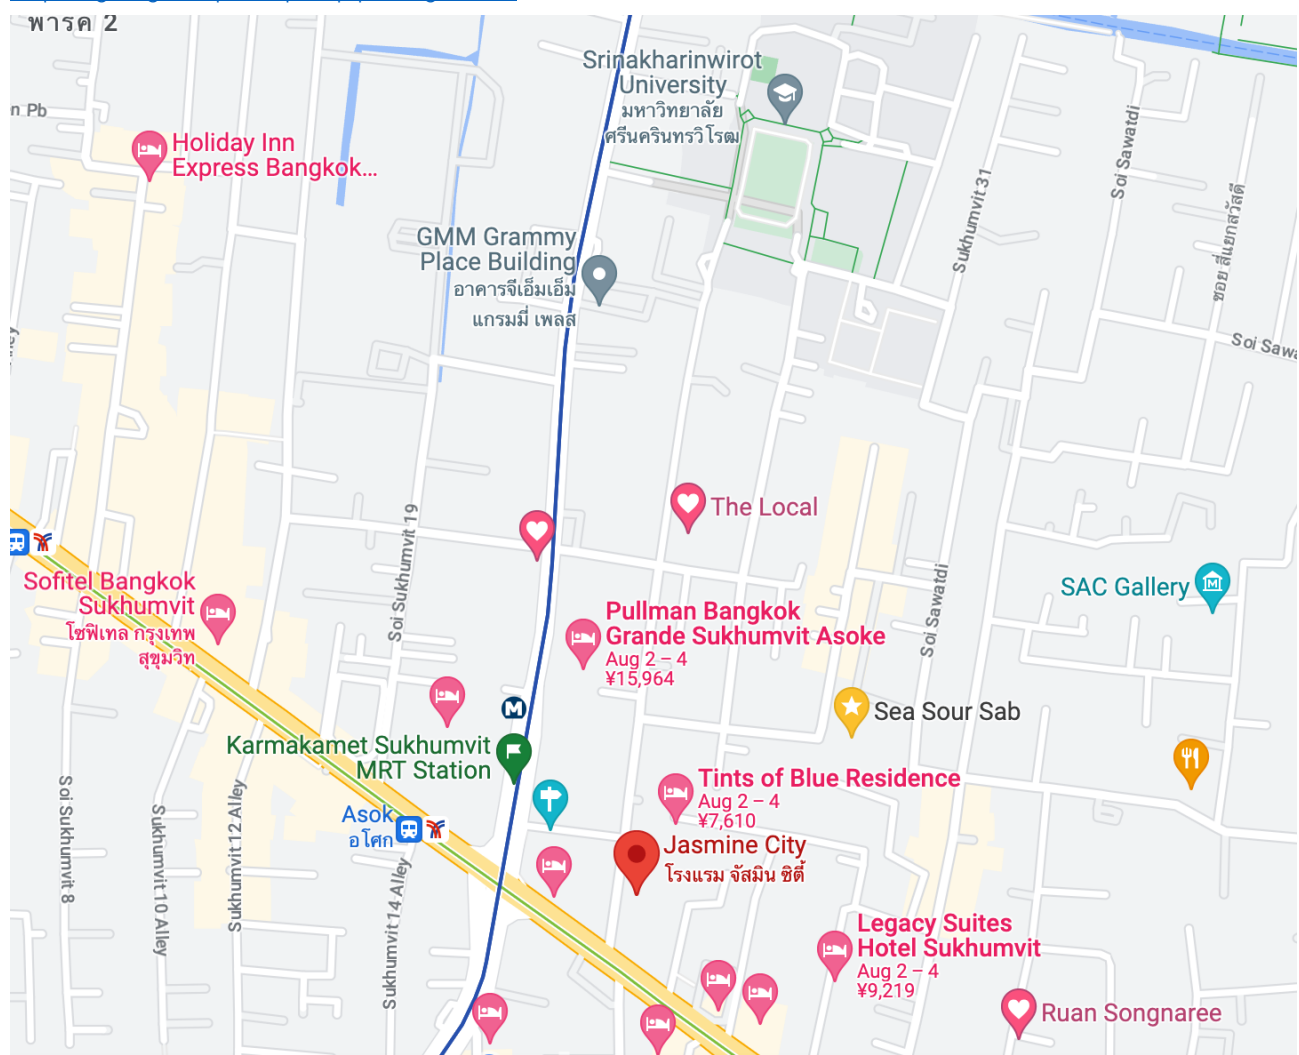 พาร์ค 2
Srinakharinwirot
University
มหาวิทยาลัย
ศรีนครินทรวิโรฒ
en Pb
Holiday Inn
Express Bangkok...
Soi Sawatdi
Sukhumvit 31
ซอย สี่แยกสวัสดี
GMM Grammy
Place Building
อาคารจีเอ็มเอ็ม
แกรมมี่ เพลส
Soi Sawa
The Local
Soi Sukhumvit 19
Sofitel Bangkok
Sukhumvit
โซฟิเทล กรุงเทพ
สุขุมวิท
SAC Gallery
Soi Sawatdi
Pullman Bangkok
Grande Sukhumvit Asoke
Aug 2 – 4
¥15,964
Sea Sour Sab
Karmakamet Sukhumvit
MRT Station
Tints of Blue Residence
Aug 2 – 4
¥7,610
Asok
อโศก
Jasmine City
โรงแรม จัสมิน ซิตี้
Soi Sukhumvit 8
Sukhumvit 10 Alley
Sukhumvit 12 Alley
Sukhumvit 14 Alley
Legacy Suites
Hotel Sukhumvit
Aug 2 – 4
¥9,219
Ruan Songnaree